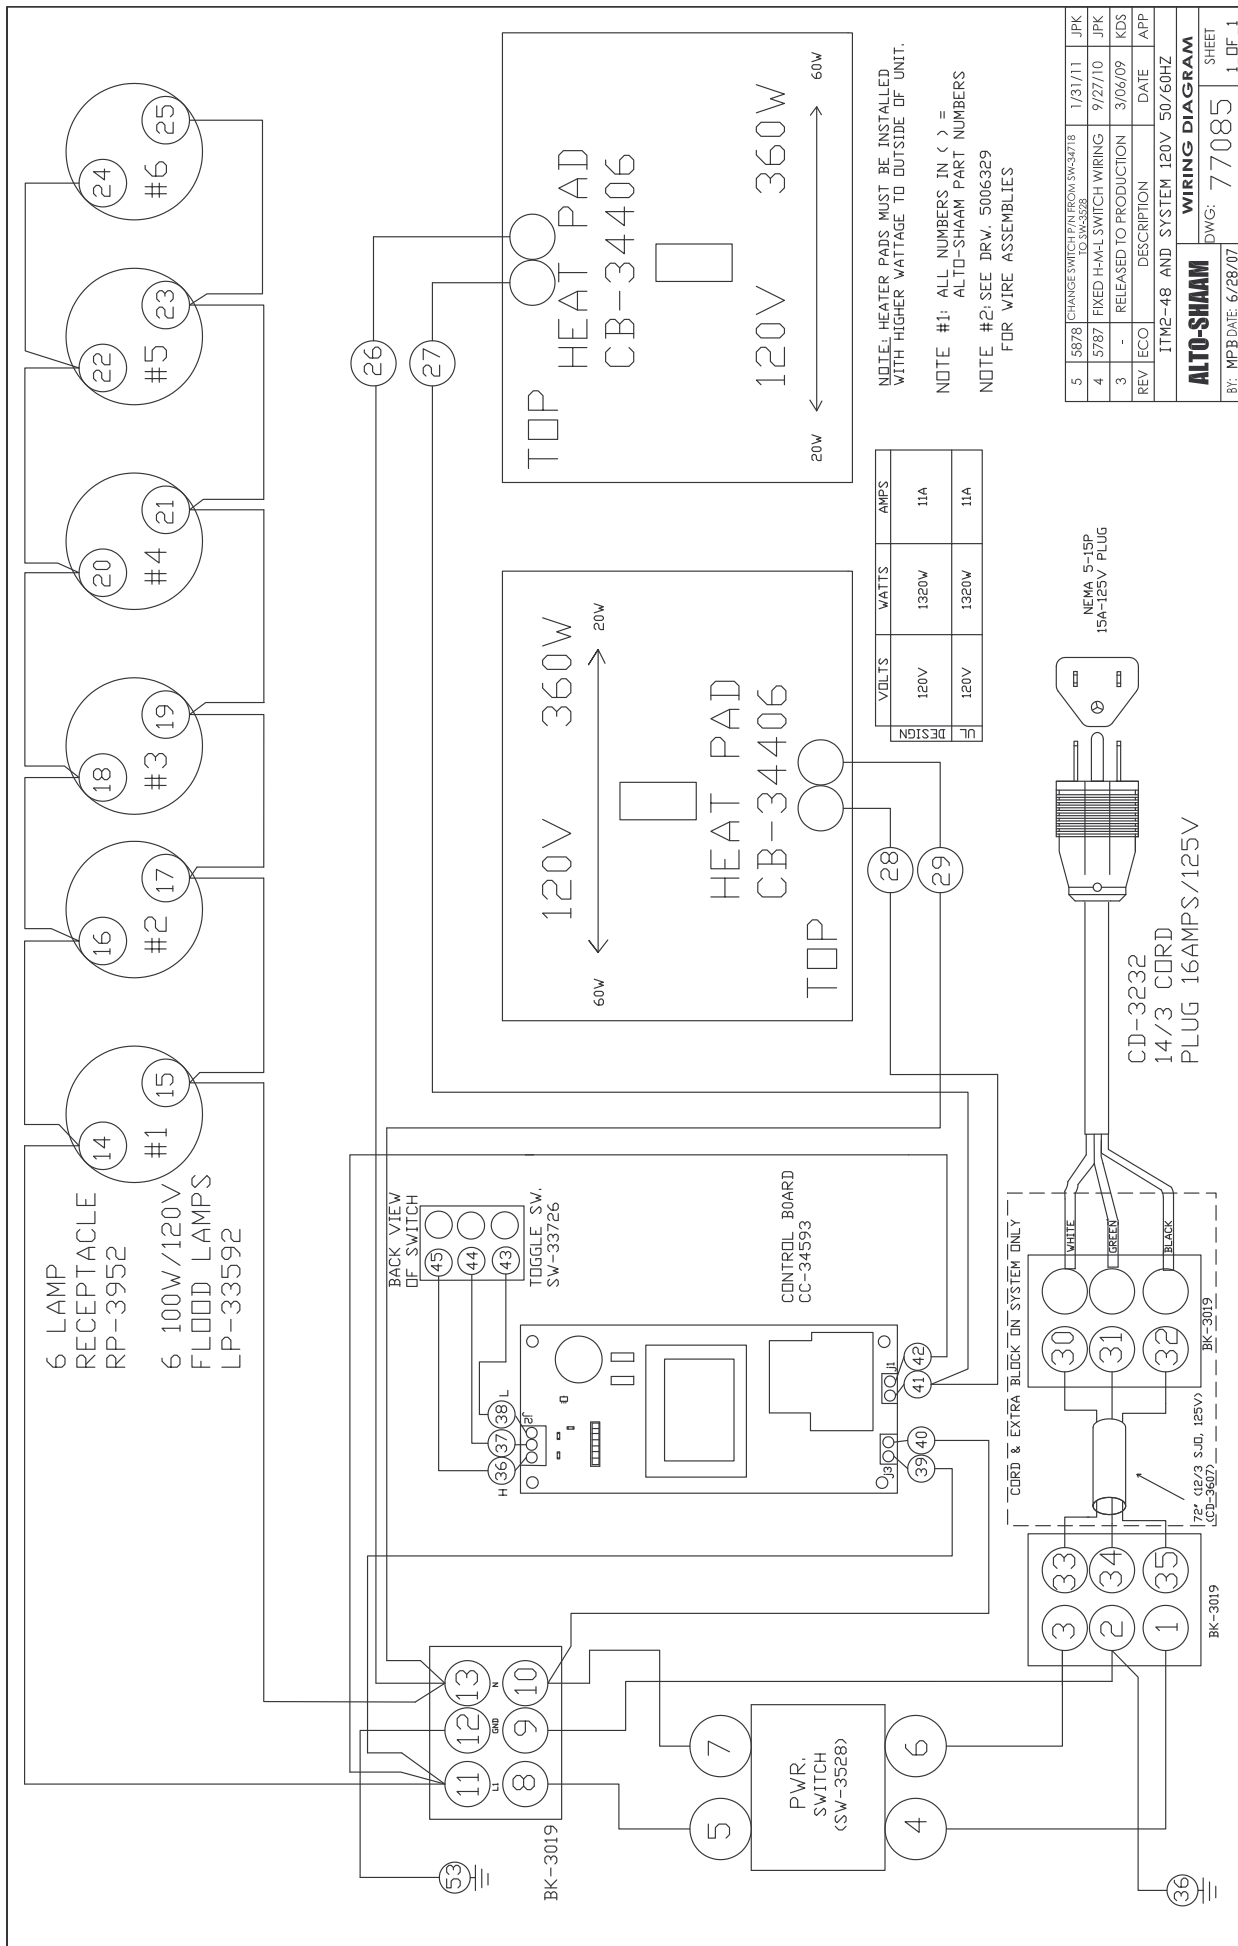 6 LAMP
RECEPTACLE
RP-3952
6 100W/120V
FLOOD LAMPS
LP-33592
14
15
#1
16
17
#2
18
19
#3
20
21
#4
22
23
#5
24
25
#6
BACK VIEW
OF SWITCH
45
44
43
TOGGLE SW.
SW-33726
H
L
36
37
38
J2
CONTROL BOARD
CC-34593
J3
J1
39
40
41
42
26
27
28
29
120V 360W
60W
20W
HEAT PAD
CB-34406
TOP
TOP
HEAT PAD
CB-34406
120V 360W
20W
60W
53
11
12
13
L1
GND
N
8
9
10
BK-3019
5
7
PWR.
SWITCH
(SW-3528)
4
6
36
3
33
2
34
1
35
BK-3019
CORD & EXTRA BLOCK ON SYSTEM ONLY
72" (12/3 SJO, 125V)
(CD-3607)
30
31
32
BK-3019
WHITE
GREEN
BLACK
CD-3232
14/3 CORD
PLUG 16AMPS/125V
NEMA 5-15P
15A-125V PLUG
VOLTS WATTS AMPS
DESIGN 120V 1320W 11A
UL 120V 1320W 11A
NOTE: HEATER PADS MUST BE INSTALLED
WITH HIGHER WATTAGE TO OUTSIDE OF UNIT.
NOTE #1: ALL NUMBERS IN ( ) =
ALTO-SHAAM PART NUMBERS
NOTE #2: SEE DRW. 5006329
FOR WIRE ASSEMBLIES
5 5878 CHANGE SWITCH P/N FROM SW-34718 1/31/11 JPK
TO SW-3528
4 5787 FIXED H-M-L SWITCH WIRING 9/27/10 JPK
3 - RELEASED TO PRODUCTION 3/06/09 KDS
REV ECO DESCRIPTION DATE APP
ITM2-48 AND SYSTEM 120V 50/60HZ
ALTO-SHAAM WIRING DIAGRAM
BY: MPB DATE: 6/28/07 DWG: 77085 SHEET
1 OF 1